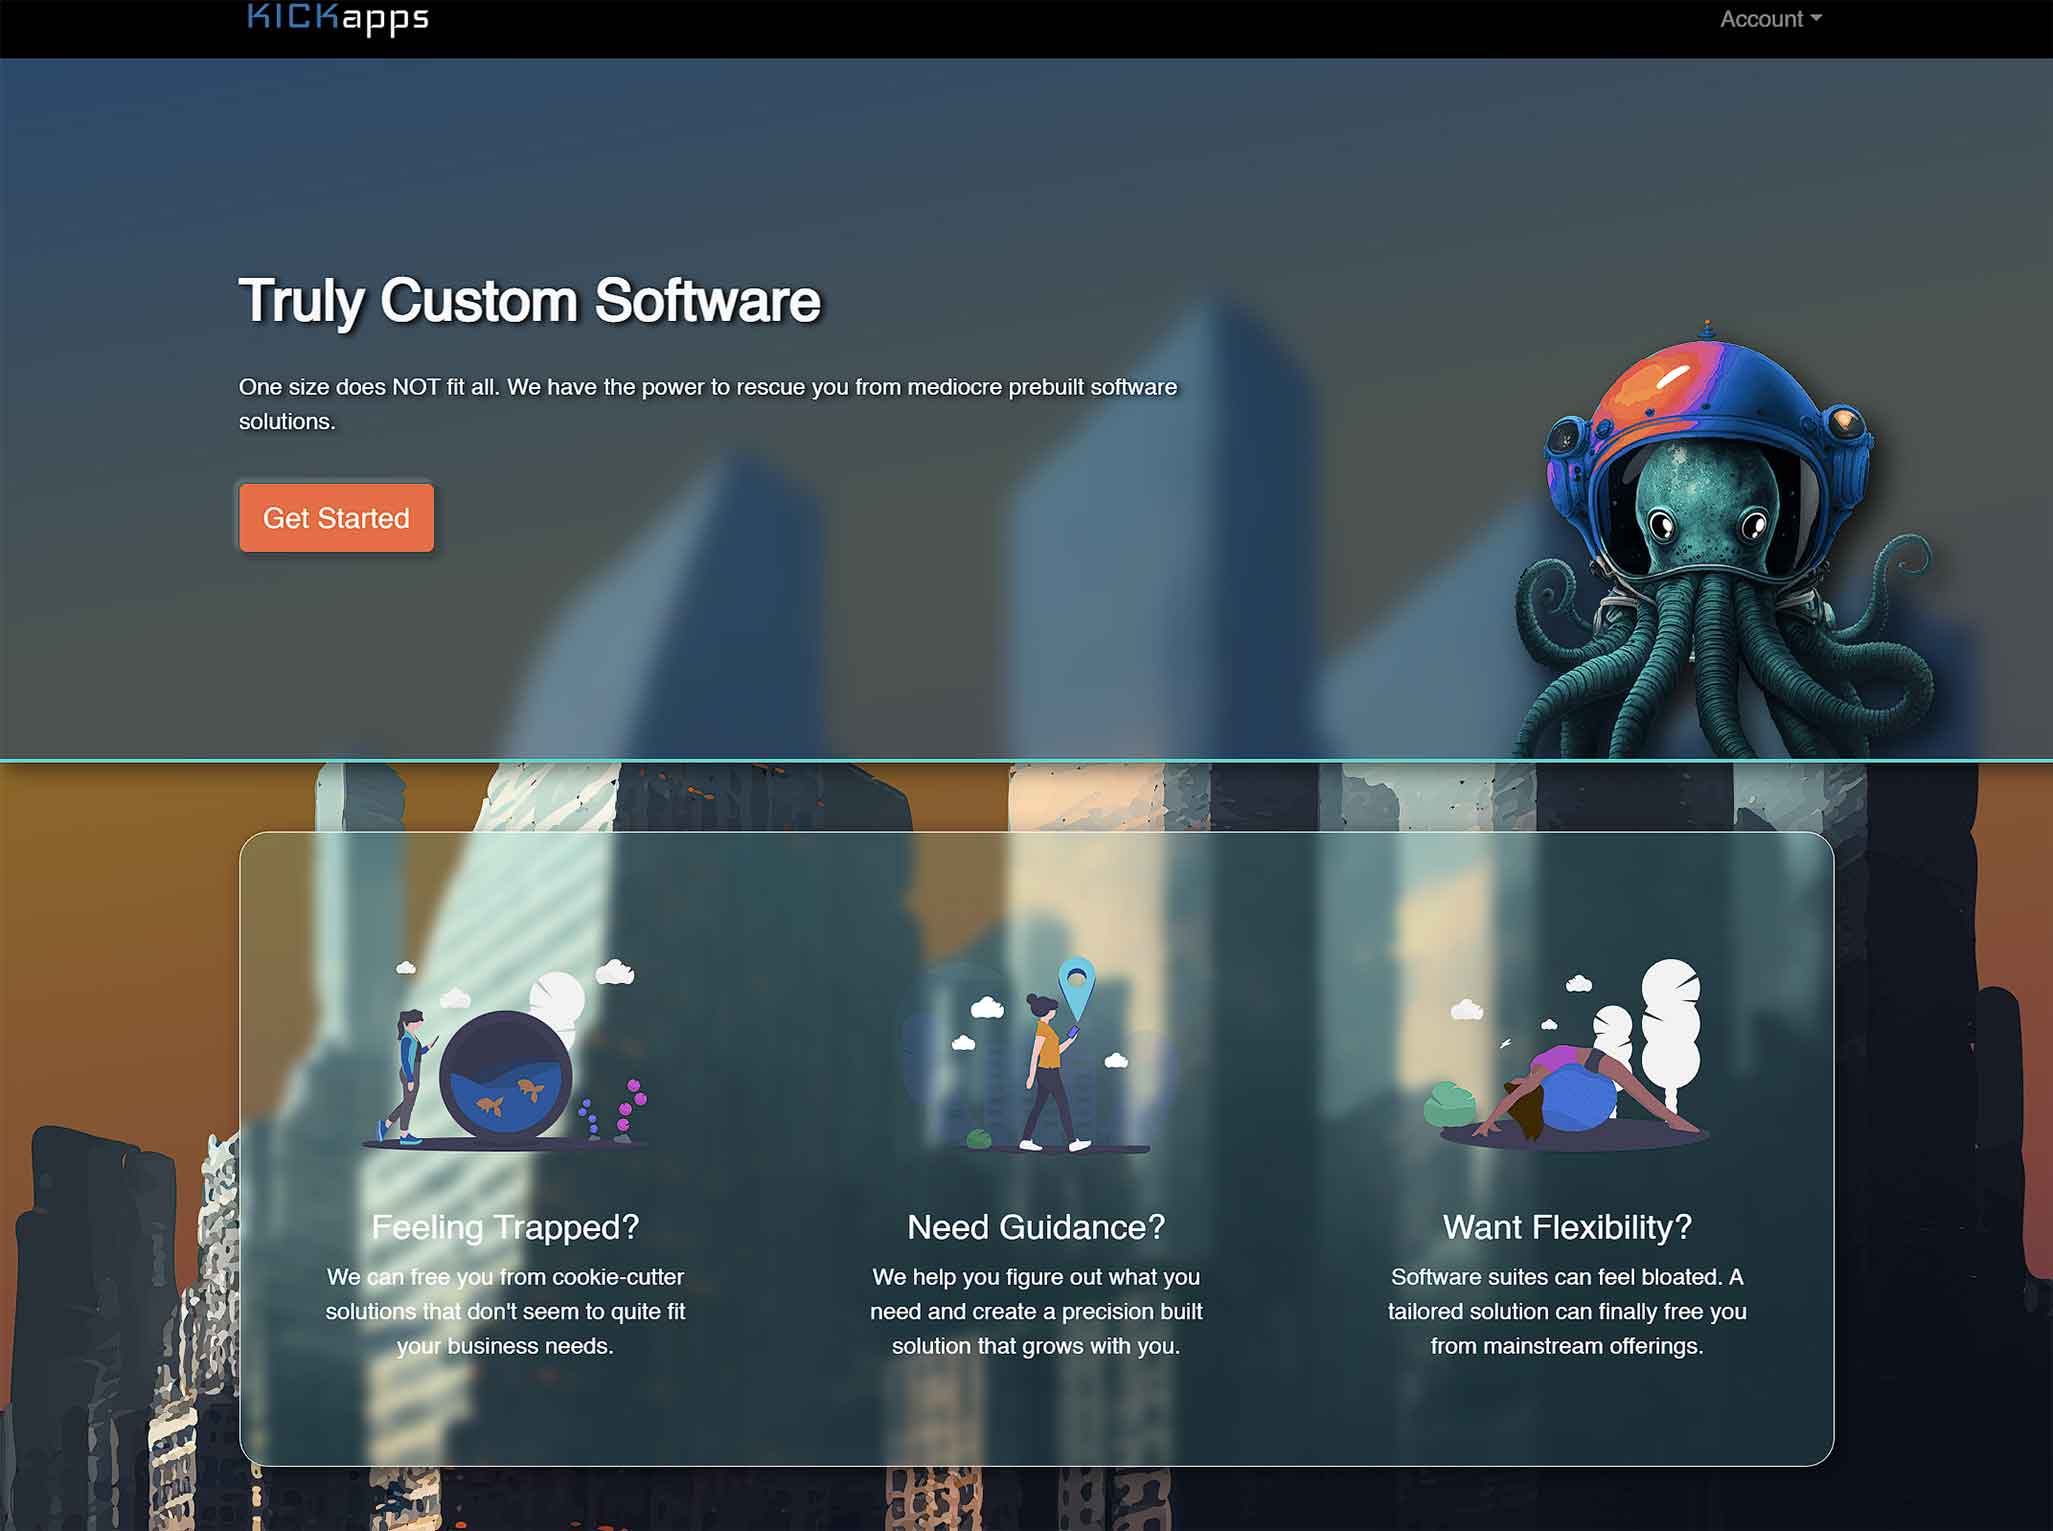 KICKapps
Account
Truly Custom Software
One size does NOT fit all. We have the power to rescue you from mediocre prebuilt software
solutions.
Get Started
Feeling Trapped?
We can free you from cookie-cutter
solutions that don't seem to quite fit
your business needs.
Need Guidance?
We help you figure out what you
need and create a precision built
solution that grows with you.
Want Flexibility?
Software suites can feel bloated. A
tailored solution can finally free you
from mainstream offerings.